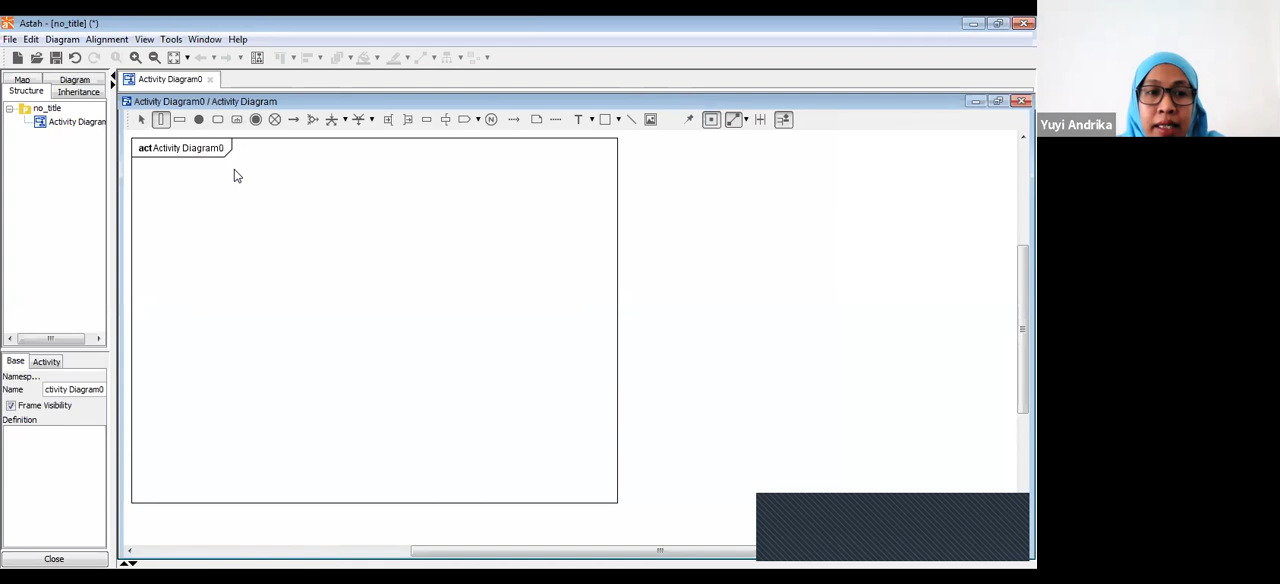 Astah - [no_title] (*)
File Edit Diagram Alignment View Tools Window Help
Map Diagram
Structure Inheritance
no_title
Activity Diagran
Activity Diagram0
Activity Diagram0 / Activity Diagram
act Activity Diagram0
Base Activity
Namesp...
Name ctivity Diagram0
Frame Visibility
Definition
Close
Yuyi Andrika